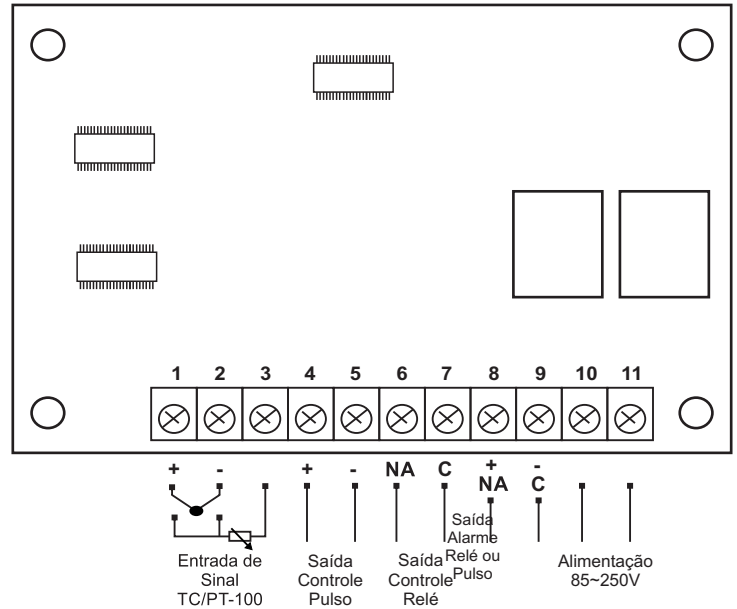 1 2 3 4 5 6 7 8 9 10 11
+ - + - NA C + NA - C
Entrada de
Sinal
TC/PT-100
Saída
Controle
Pulso
Saída
Controle
Relé
Saída
Alarme
Relé ou
Pulso
Alimentação
85~250V